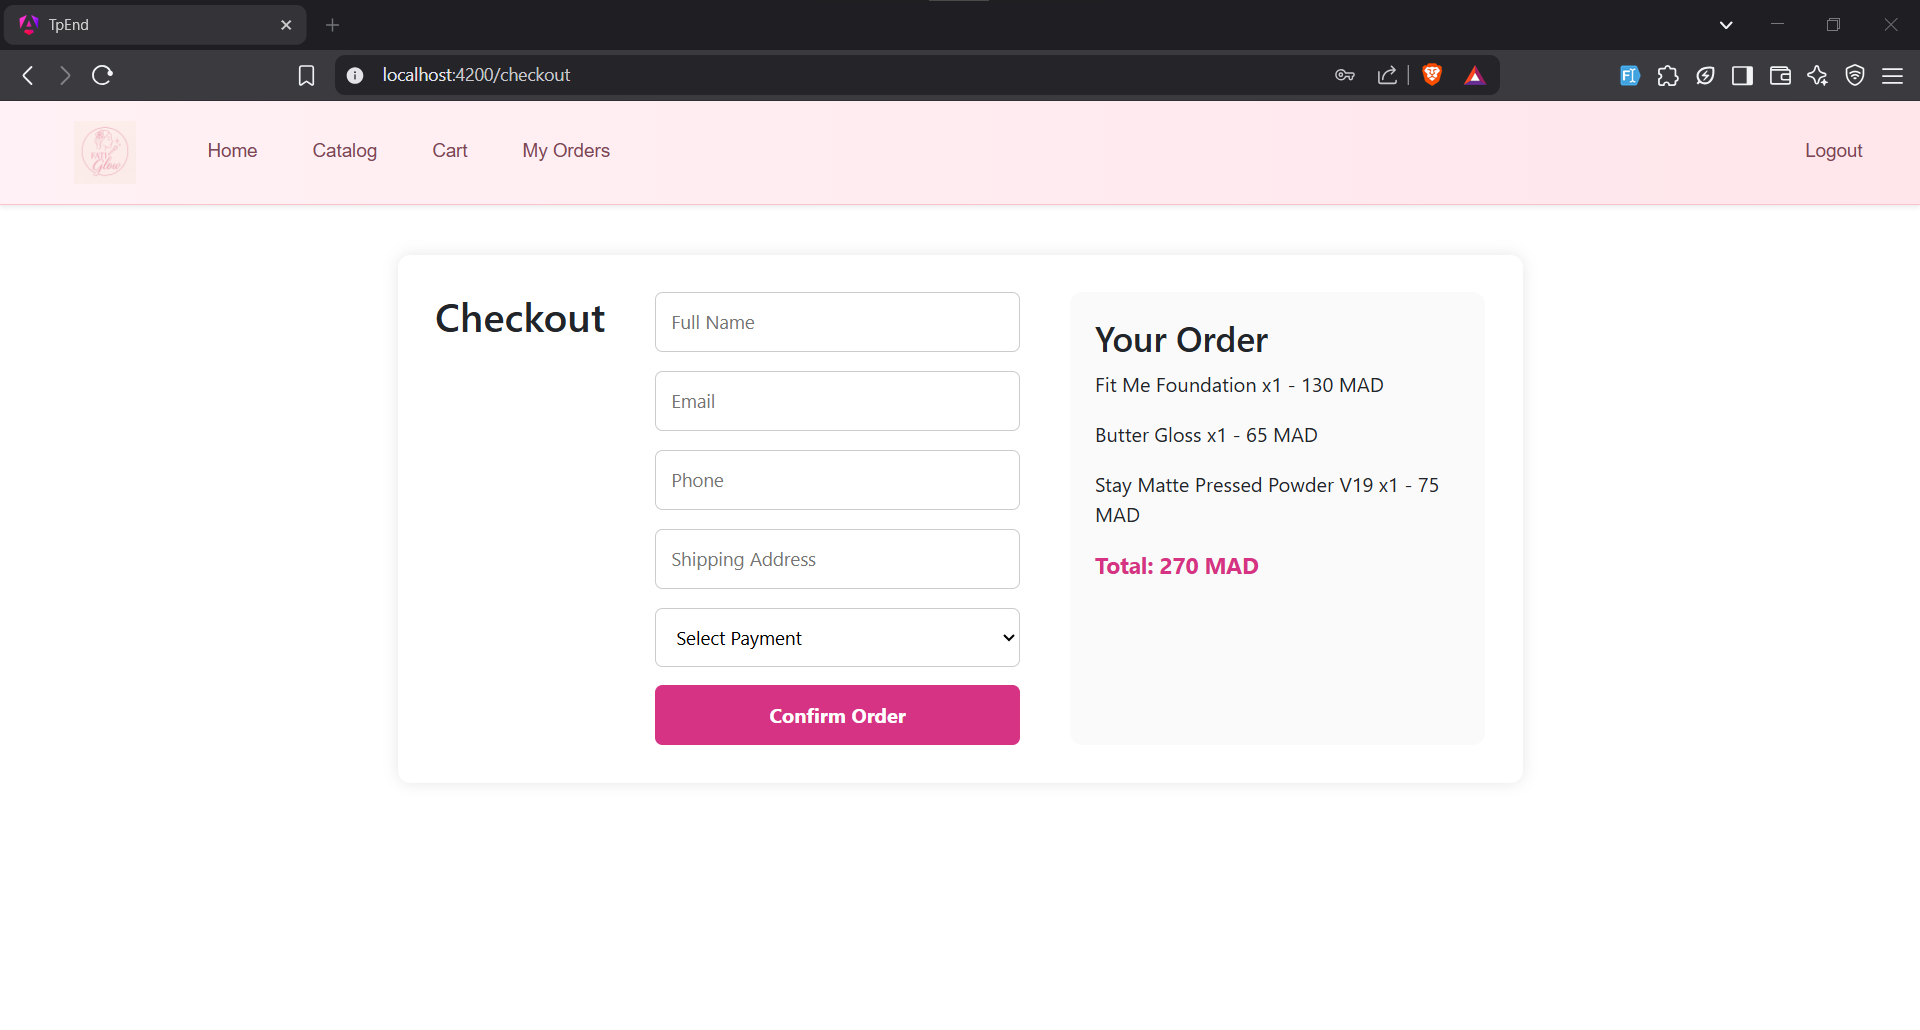 TpEnd
localhost:4200/checkout
FATI
Glow
Home
Catalog
Cart
My Orders
Logout
Checkout
Full Name
Email
Phone
Shipping Address
Select Payment
Confirm Order
Your Order
Fit Me Foundation x1 - 130 MAD
Butter Gloss x1 - 65 MAD
Stay Matte Pressed Powder V19 x1 - 75
MAD
Total: 270 MAD